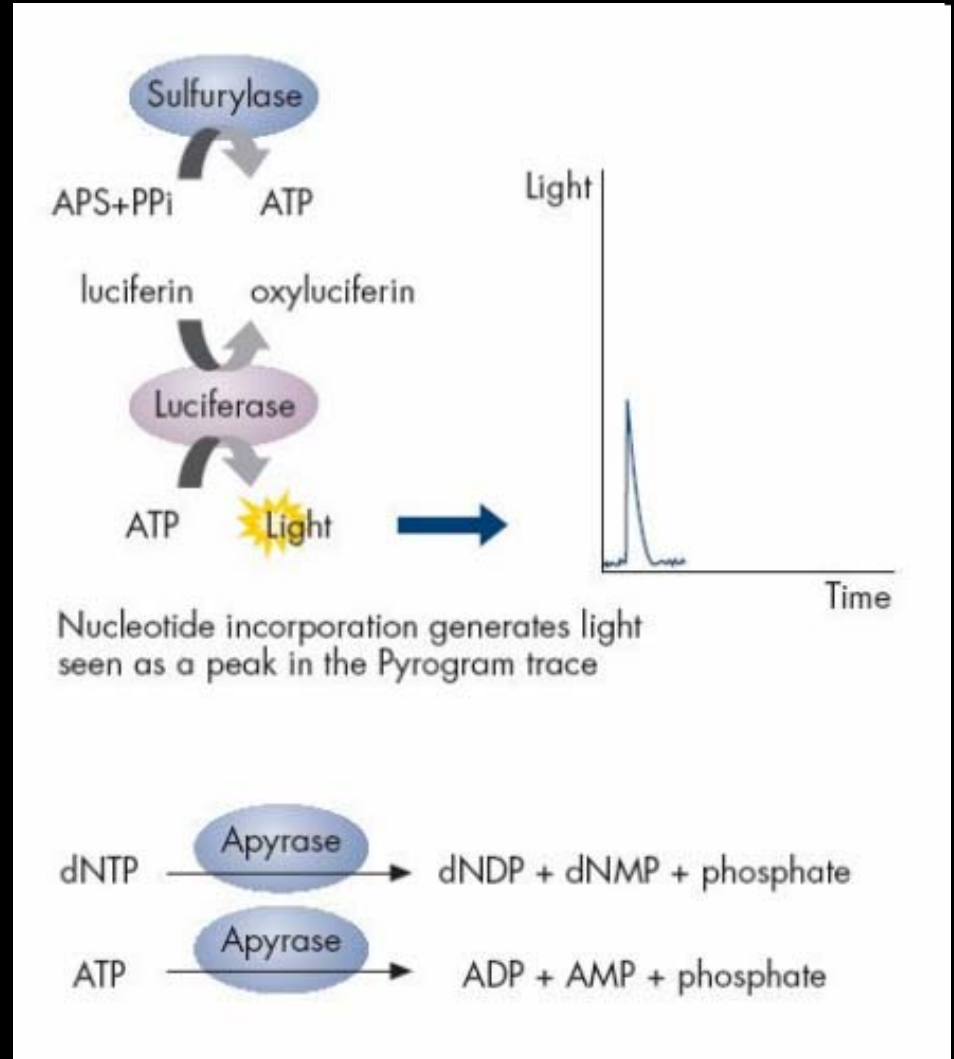 Sulfurylase
APS+PPi ATP
luciferin oxyluciferin
Luciferase
ATP Light
Light
Time
Nucleotide incorporation generates light
seen as a peak in the Pyrogram trace
Apyrase
dNTP dNDP + dNMP + phosphate
Apyrase
ATP ADP + AMP + phosphate